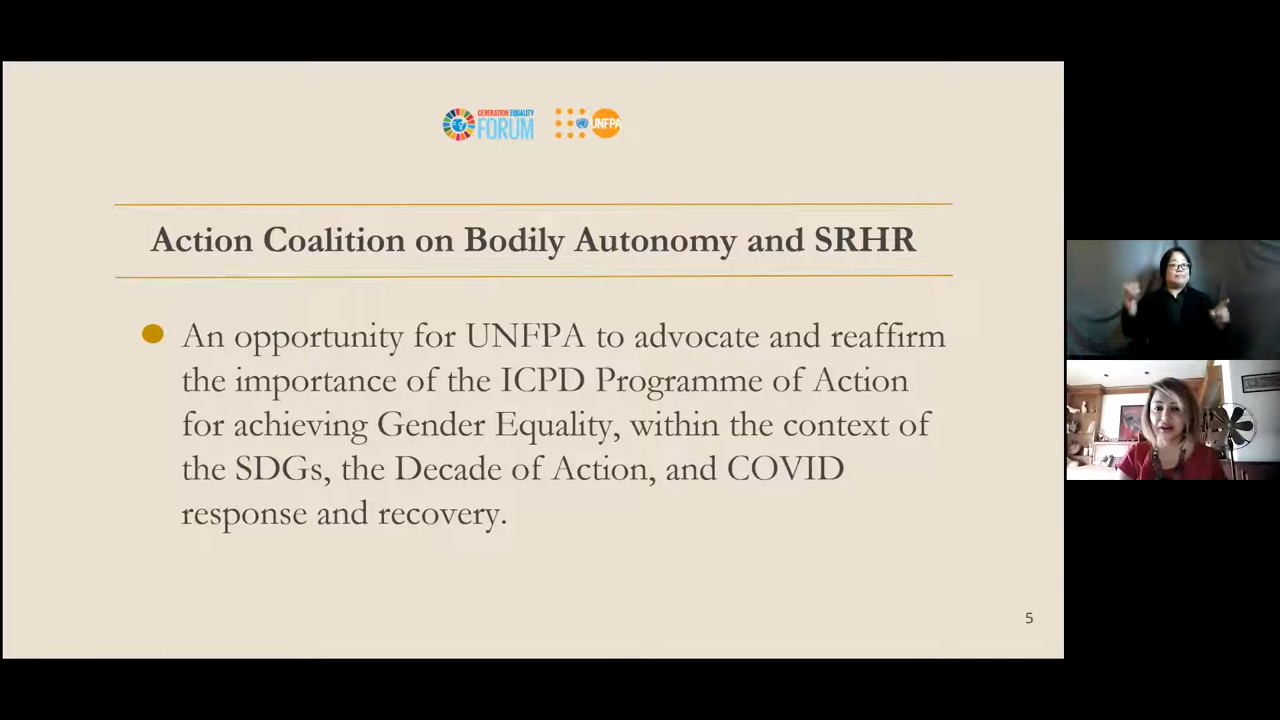 GENERATION EQUALITY
FORUM
UNFPA
Action Coalition on Bodily Autonomy and SRHR
An opportunity for UNFPA to advocate and reaffirm
the importance of the ICPD Programme of Action
for achieving Gender Equality, within the context of
the SDGs, the Decade of Action, and COVID
response and recovery.
5